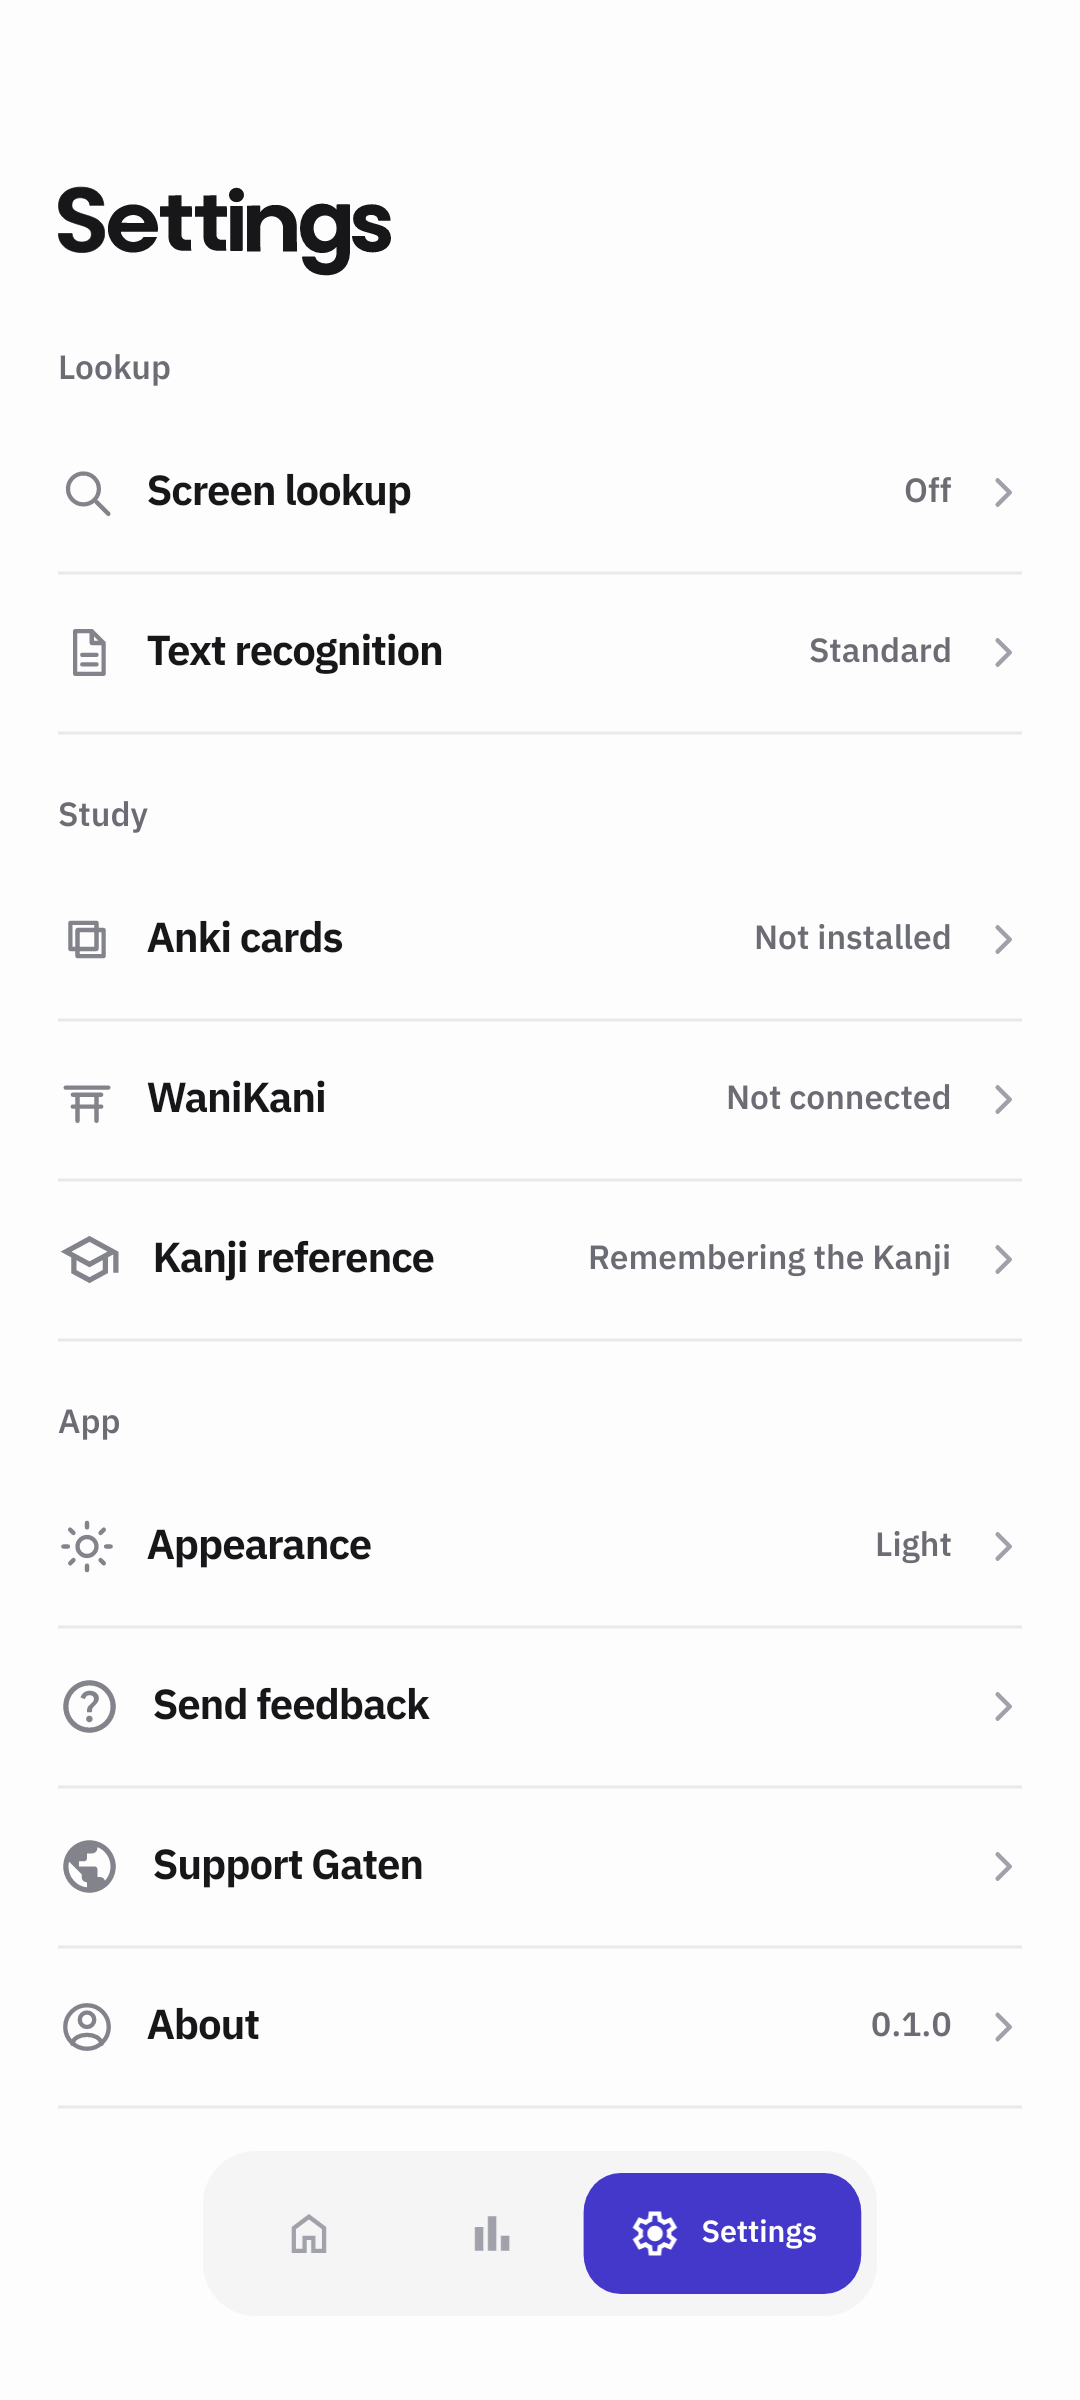 Settings
Lookup
Screen lookup Off
Text recognition Standard
Study
Anki cards Not installed
WaniKani Not connected
Kanji reference Remembering the Kanji
App
Appearance Light
Send feedback
Support Gaten
About 0.1.0
Settings